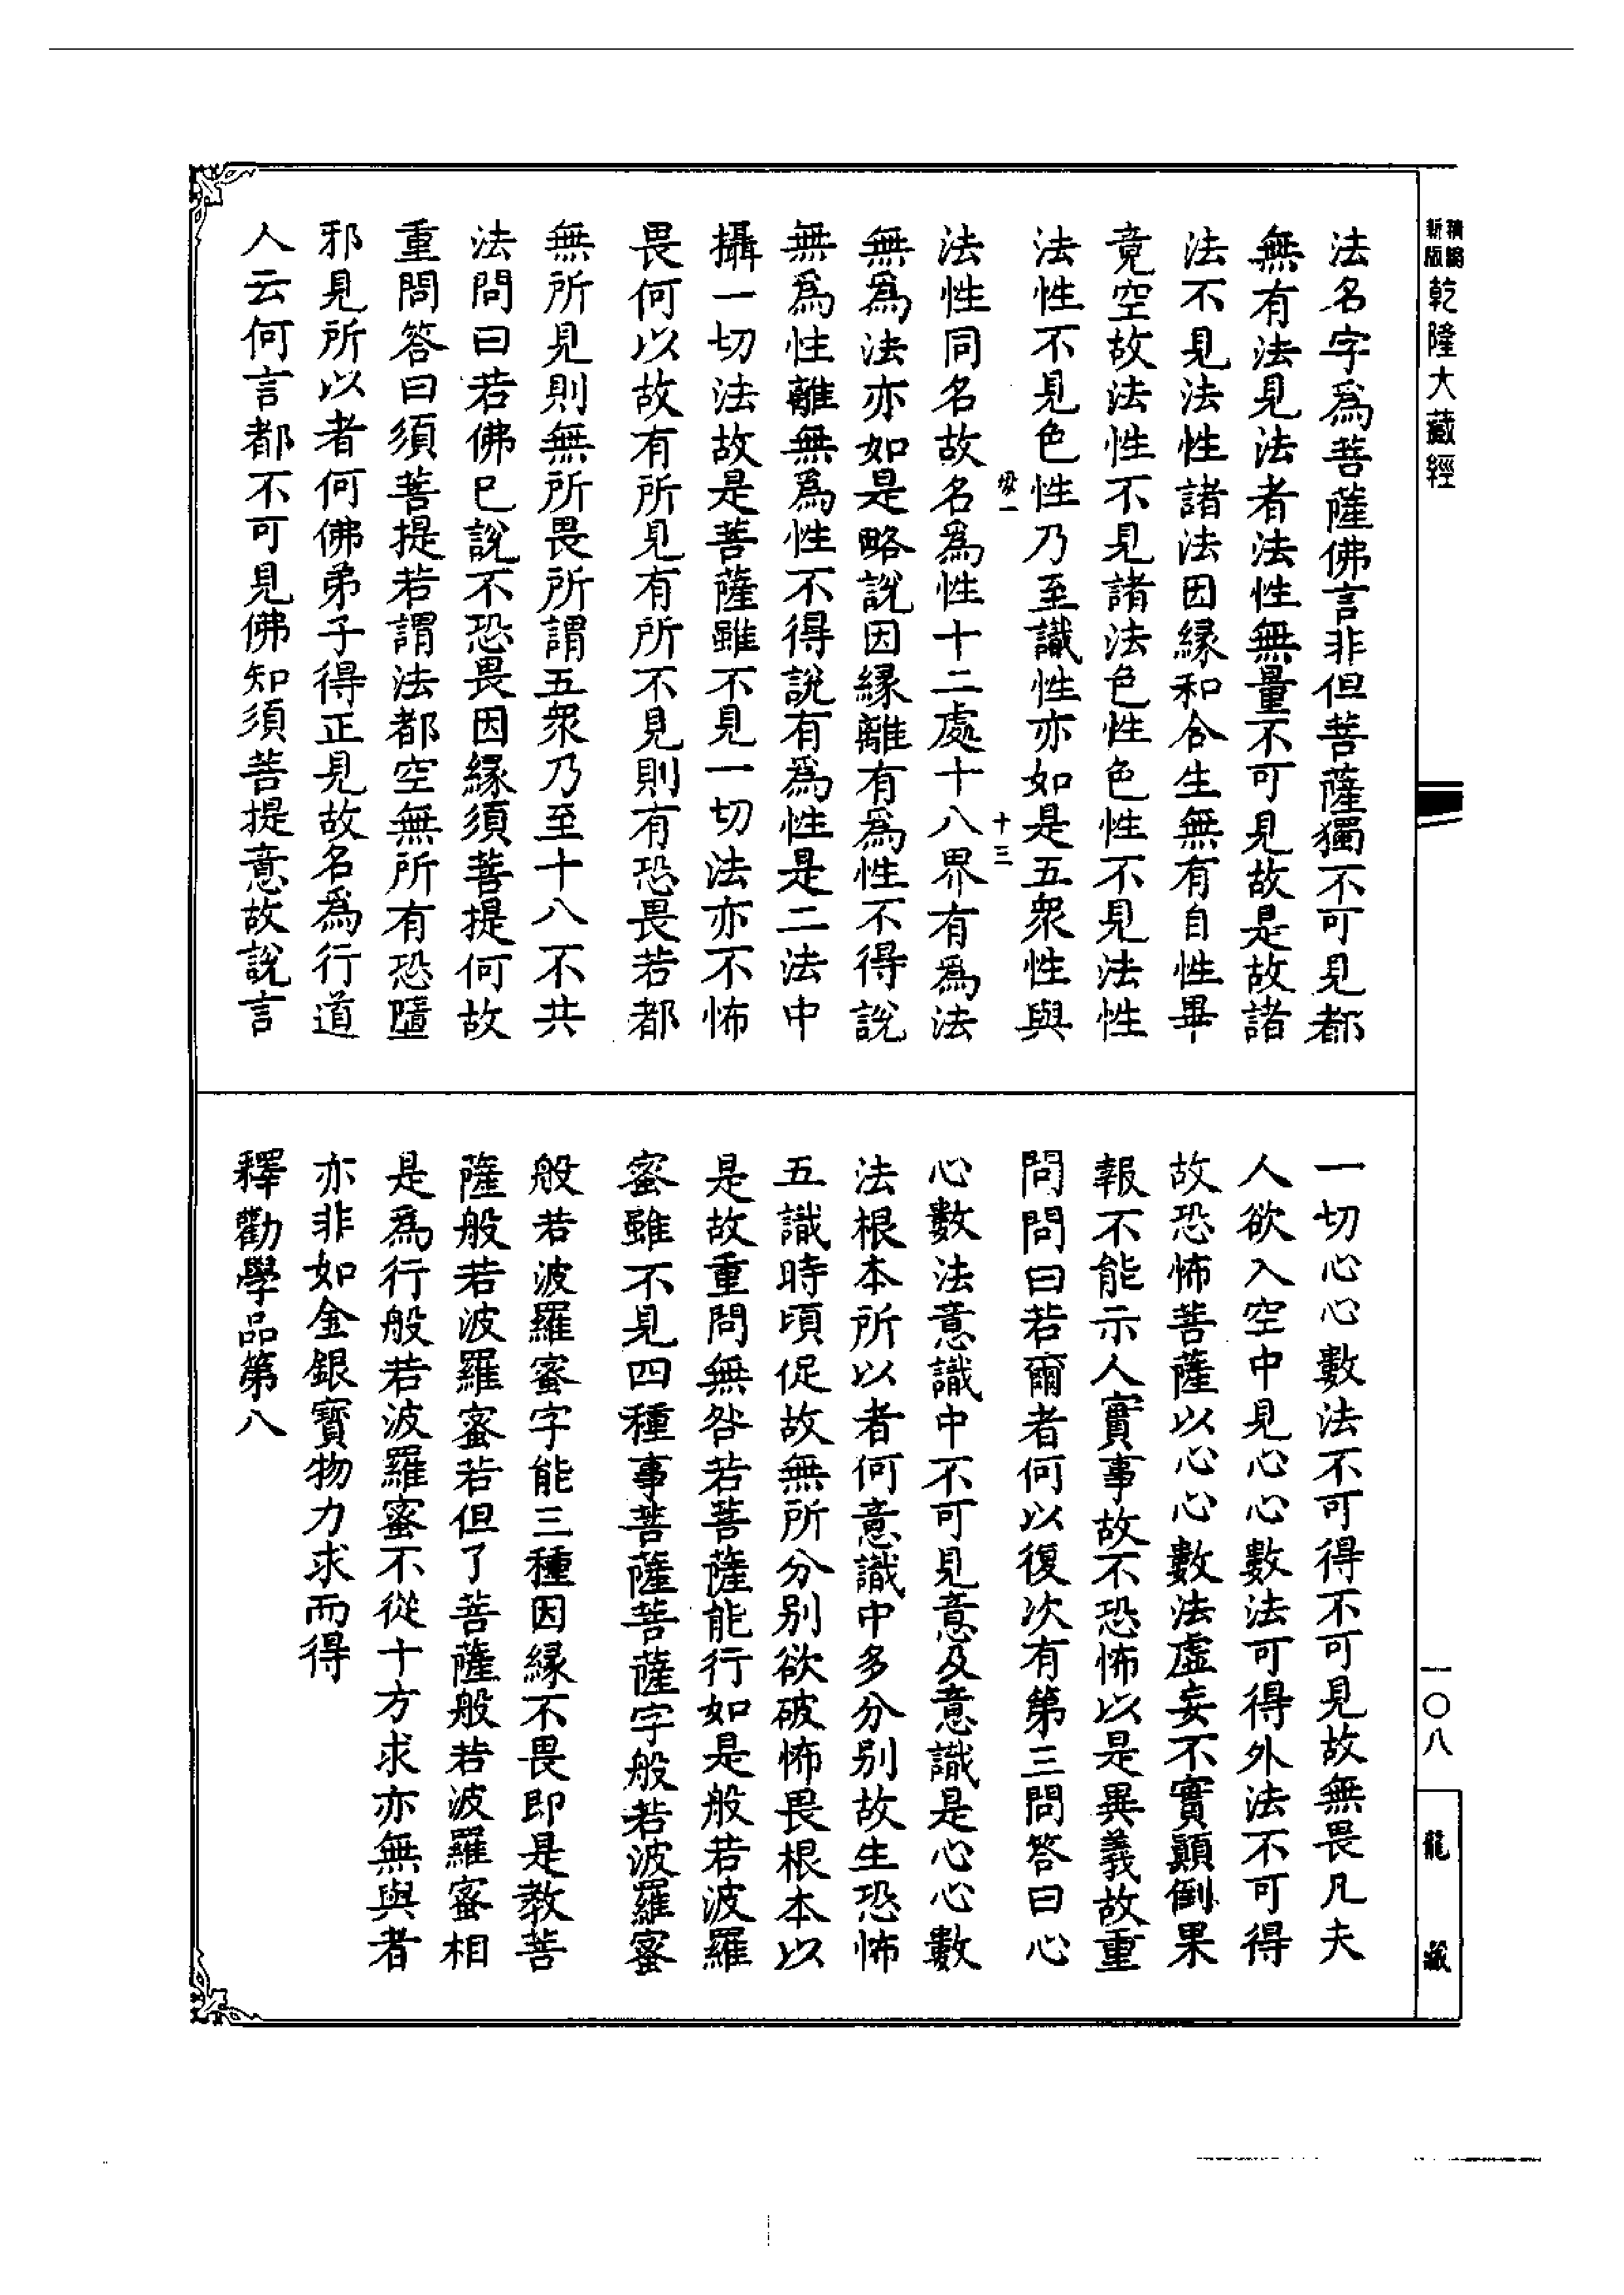 新版
乾隆大藏經
法名字爲菩薩佛言非但菩薩獨不可見都
無有法見法者法性無量不可見故是故諸
法不見法性諸法因緣和合生無有自性畢
竟空故法性不見諸法色性色性不見法性
法性不見色性乃至識性亦如是五衆性與
十三
法性同名故名爲性十二處十八界有爲法
無爲法亦如是略說因緣離有爲性不得說
無爲性離無爲性不得說有爲性是二法中
攝一切法故是菩薩雖不見一切法亦不怖
畏何以故有所見有所不見則有恐畏若都
無所見則無所畏所謂五衆乃至十八不共
法問曰若佛已說不恐畏因緣須菩提何故
重問答曰須菩提若謂法都空無所有恐墮
邪見所以者何佛弟子得正見故名爲行道
人云何言都不可見佛知須菩提意故說言
一切心心數法不可得不可見故無畏凡夫
人欲入空中見心心數法可得外法不可得
故恐怖菩薩以心心數法虛妄不實顛倒果
報不能示人實事故不恐怖以是異義故重
問問曰若爾者何以復次有第三問答曰心
心數法意識中不可見意及意識是心心數
法根本所以者何意識中多分別故生恐怖
五識時頃促故無所分別欲破怖畏根本以
是故重問無咎若菩薩能行如是般若波羅
蜜雖不見四種事菩薩菩薩字般若波羅蜜
般若波羅蜜字能三種因緣不畏即是教菩
薩般若波羅蜜若但了菩薩般若波羅蜜相
是爲行般若波羅蜜不從十方求亦無與者
亦非如金銀寶物力求而得
釋勸學品第八
一〇八
龍藏